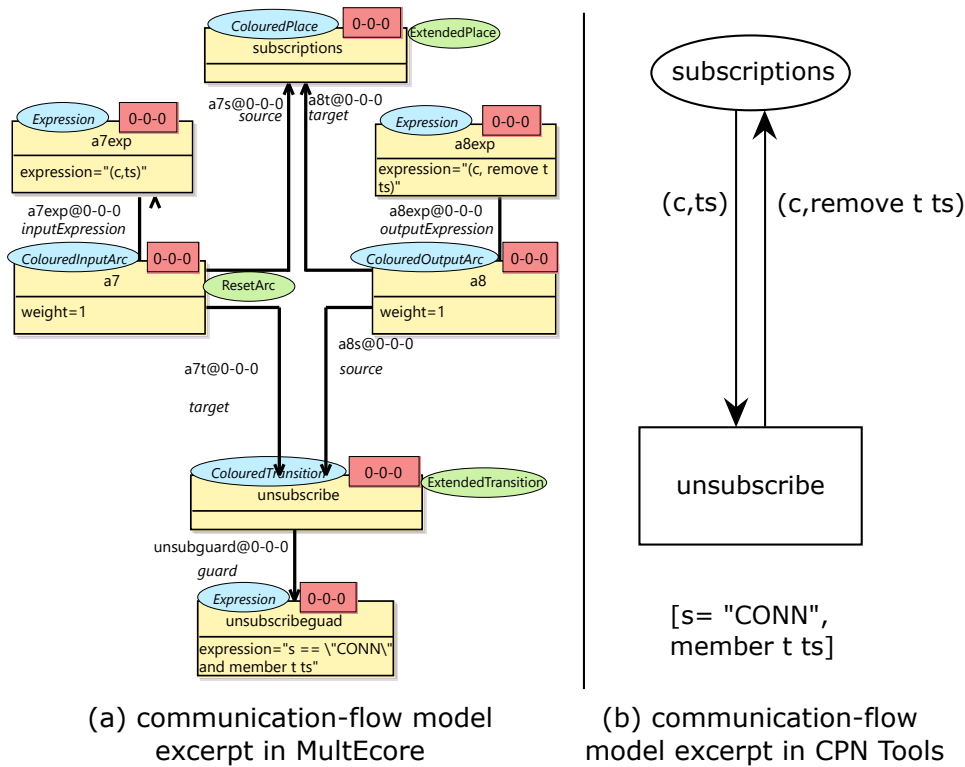 ColouredPlace
0-0-0
ExtendedPlace
subscriptions
a7s@0-0-0
source
a8t@0-0-0
target
Expression
0-0-0
a7exp
expression="(c,ts)"
Expression
0-0-0
a8exp
expression="(c, remove t
ts)"
a7exp@0-0-0
inputExpression
a8exp@0-0-0
outputExpression
ColouredInputArc
0-0-0
a7
ResetArc
weight=1
ColouredOutputArc
0-0-0
a8
weight=1
a7t@0-0-0
target
a8s@0-0-0
source
ColouredTransition
0-0-0
ExtendedTransition
unsubscribe
unsubguard@0-0-0
guard
Expression
0-0-0
unsubscribeguad
expression="s == \"CONN\"
and member t ts"
(a) communication-flow model
excerpt in MultEcore
subscriptions
(c,ts)
(c,remove t ts)
unsubscribe
[s= "CONN",
member t ts]
(b) communication-flow
model excerpt in CPN Tools